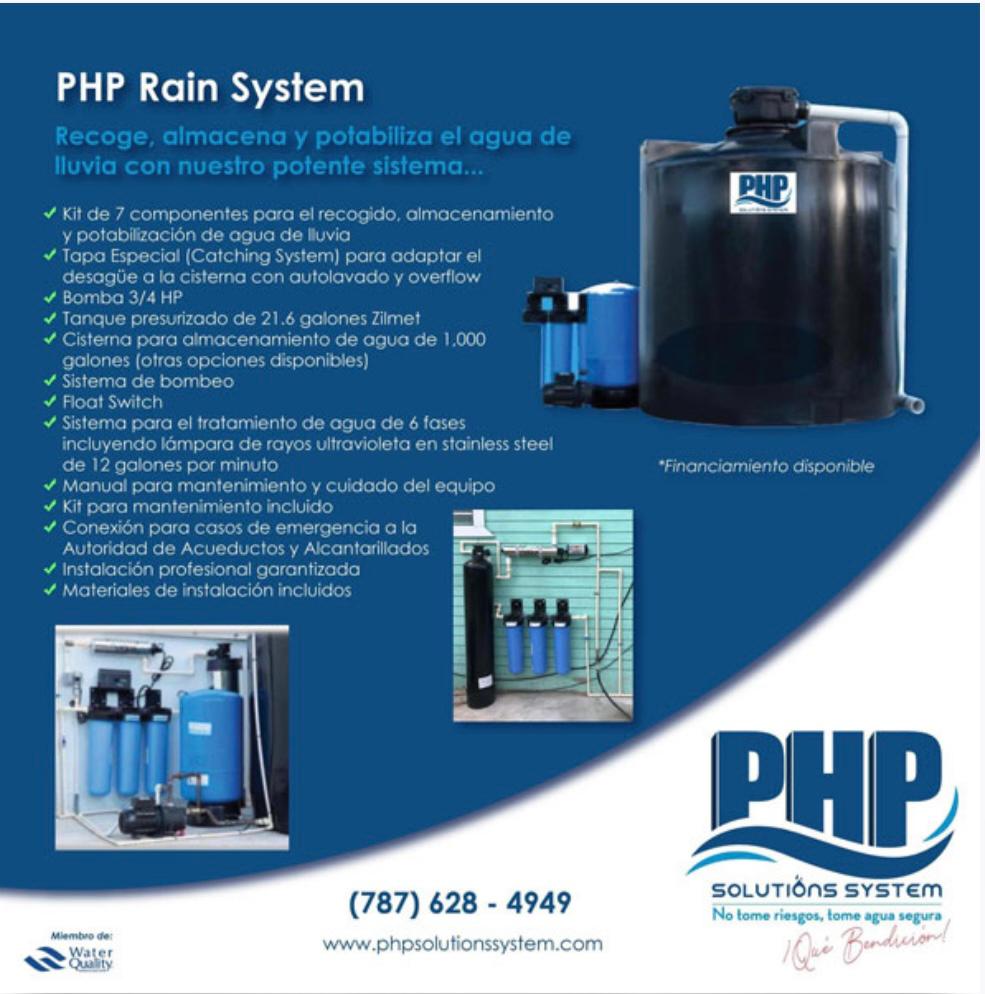 PHP Rain System
Recoge, almacena y potabiliza el agua de
lluvia con nuestro potente sistema...
Kit de 7 componentes para el recogido, almacenamiento
y potabilización de agua de lluvia
Tapa Especial (Catching System) para adaptar el
desagüe a la cisterna con autolavado y overflow
Bomba 3/4 HP
Tanque presurizado de 21.6 galones Zilmet
Cisterna para almacenamiento de agua de 1,000
galones (otras opciones disponibles)
Sistema de bombeo
Float Switch
Sistema para el tratamiento de agua de 6 fases
incluyendo lámpara de rayos ultravioleta en stainless steel
de 12 galones por minuto
Manual para mantenimiento y cuidado del equipo
Kit para mantenimiento incluido
Conexión para casos de emergencia a la
Autoridad de Acueductos y Alcantarillados
Instalación profesional garantizada
Materiales de instalación incluidos
PHP
SOLUTIONS SYSTEM
*Financiamiento disponible
PHP
SOLUTIONS SYSTEM
No tome riesgos, tome agua segura
¡Qué Bendición!
(787) 628 - 4949
www.phpsolutionssystem.com
Miembro de:
Water
Quality